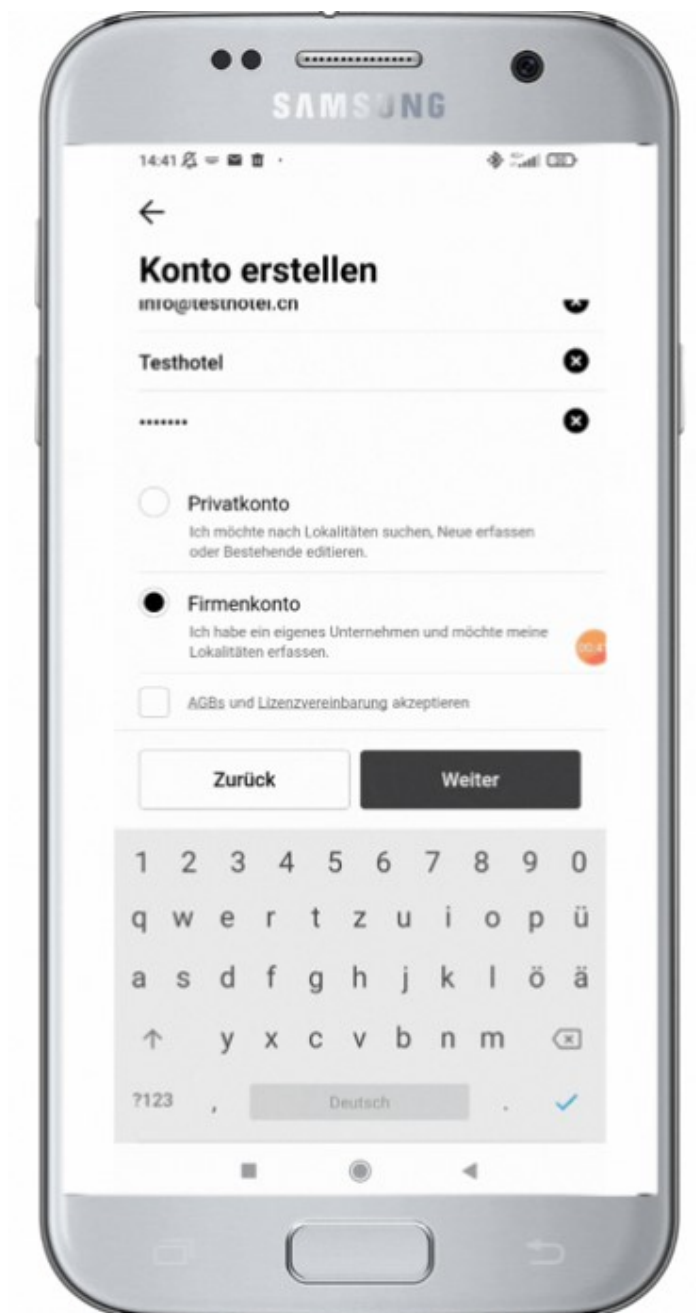 SAMSUNG
14:41
Konto erstellen
info@testhotel.cn
Testhotel
•••••••
Privatkonto
Ich möchte nach Lokalitäten suchen, Neue erfassen
oder Bestehende editieren.
Firmenkonto
Ich habe ein eigenes Unternehmen und möchte meine
Lokalitäten erfassen.
AGBs und Lizenzvereinbarung akzeptieren
Zurück Weiter
1 2 3 4 5 6 7 8 9 0
q w e r t z u i o p ü
a s d f g h j k l ö ä
y x c v b n m
?123 , Deutsch .